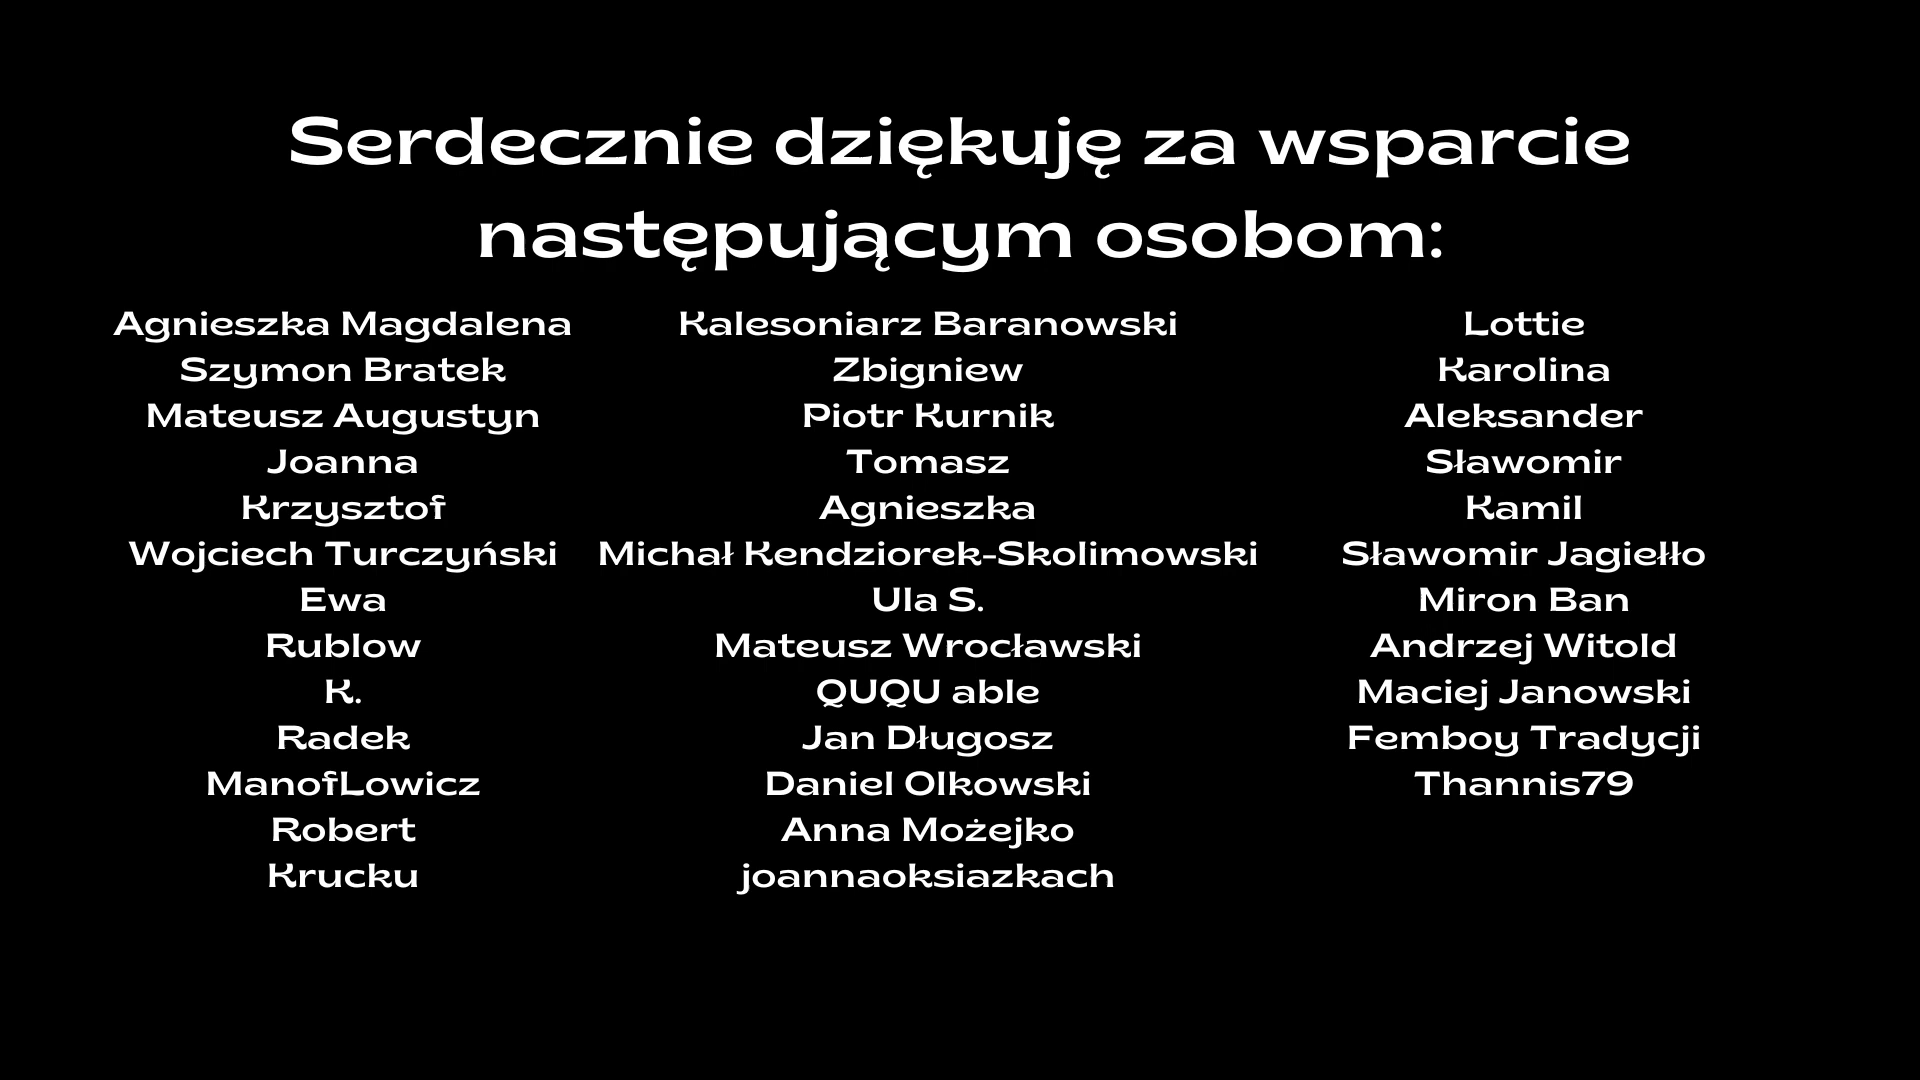 Serdecznie dziękuję za wsparcie
następującym osobom:
Agnieszka Magdalena
Szymon Bratek
Mateusz Augustyn
Joanna
Krzysztof
Wojciech Turczyński
Ewa
Rublow
K.
Radek
ManofLowicz
Robert
Krucku
Kalesoniarz Baranowski
Zbigniew
Piotr Kurnik
Tomasz
Agnieszka
Michał Kendziorek-Skolimowski
Ula S.
Mateusz Wrocławski
QUQU able
Jan Długosz
Daniel Olkowski
Anna Możejko
joannaoksiazkach
Lottie
Karolina
Aleksander
Sławomir
Kamil
Sławomir Jagiełło
Miron Ban
Andrzej Witold
Maciej Janowski
Femboy Tradycji
Thannis79